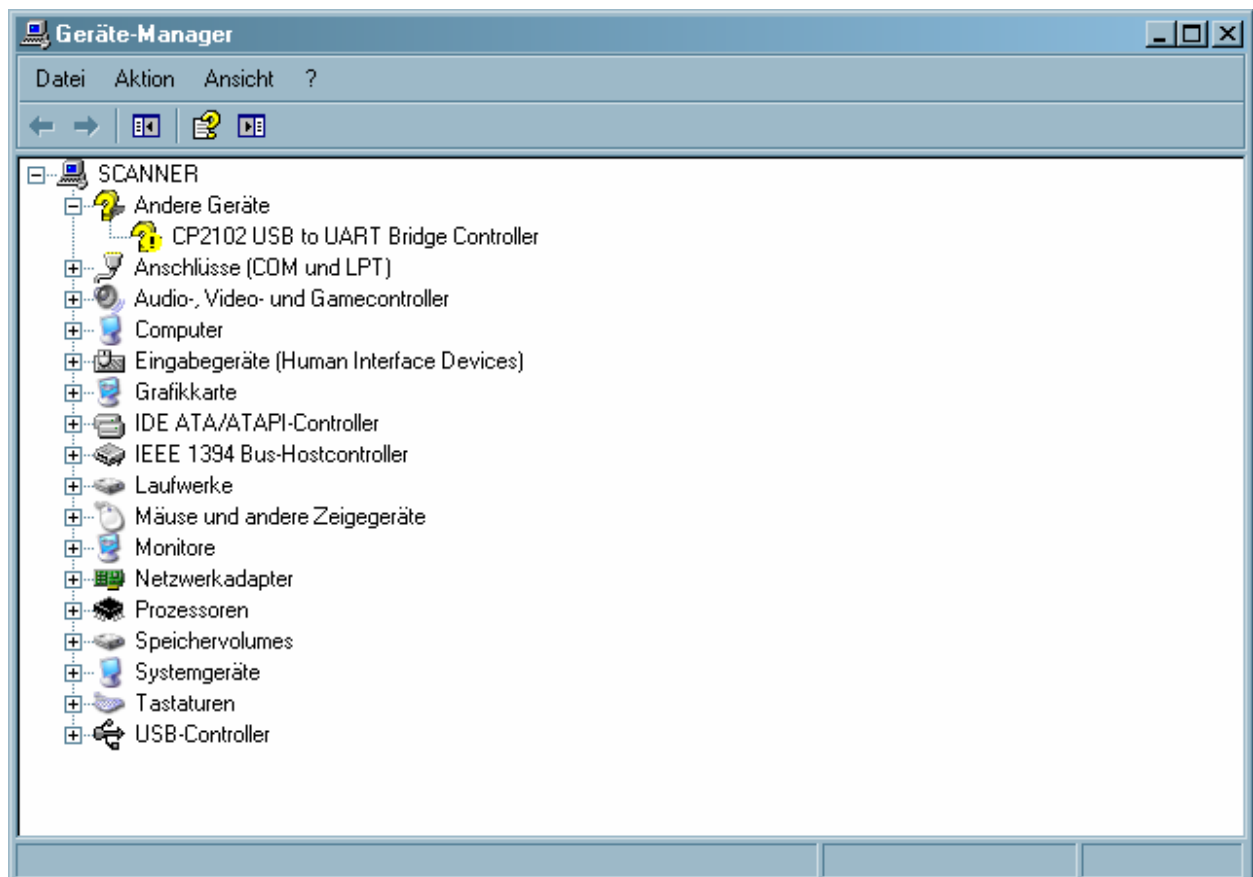 Geräte-Manager
Datei Aktion Ansicht ?
SCANNER
Andere Geräte
CP2102 USB to UART Bridge Controller
Anschlüsse (COM und LPT)
Audio-, Video- und Gamecontroller
Computer
Eingabegeräte (Human Interface Devices)
Grafikkarte
IDE ATA/ATAPI-Controller
IEEE 1394 Bus-Hostcontroller
Laufwerke
Mäuse und andere Zeigegeräte
Monitore
Netzwerkadapter
Prozessoren
Speichervolumes
Systemgeräte
Tastaturen
USB-Controller